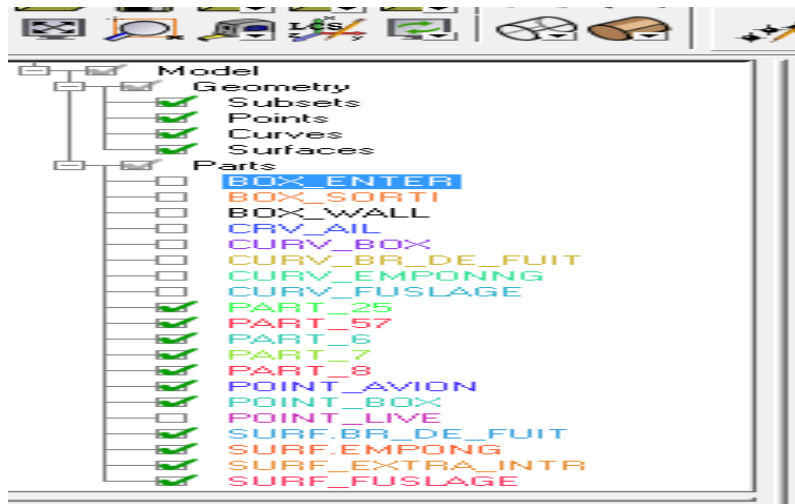 LCS
Model
Geometry
Subsets
Points
Curves
Surfaces
Parts
BOX_ENTER
BOX_SORTI
BOX_WALL
CRV_AIL
CURV_BOX
CURV_BR_DE_FUIT
CURV_EMPONNG
CURV_FUSLAGE
PART_25
PART_57
PART_6
PART_7
PART_8
POINT_AVION
POINT_BOX
POINT_LIVE
SURF.BR_DE_FUIT
SURF.EMPONG
SURF_EXTRA_INTR
SURF_FUSLAGE